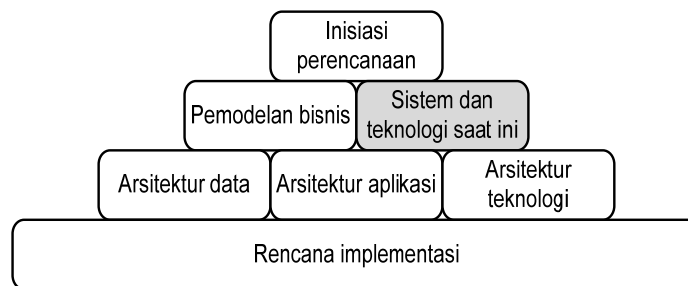 Inisiasi
perencanaan
Pemodelan bisnis
Sistem dan
teknologi saat ini
Arsitektur data
Arsitektur aplikasi
Arsitektur
teknologi
Rencana implementasi